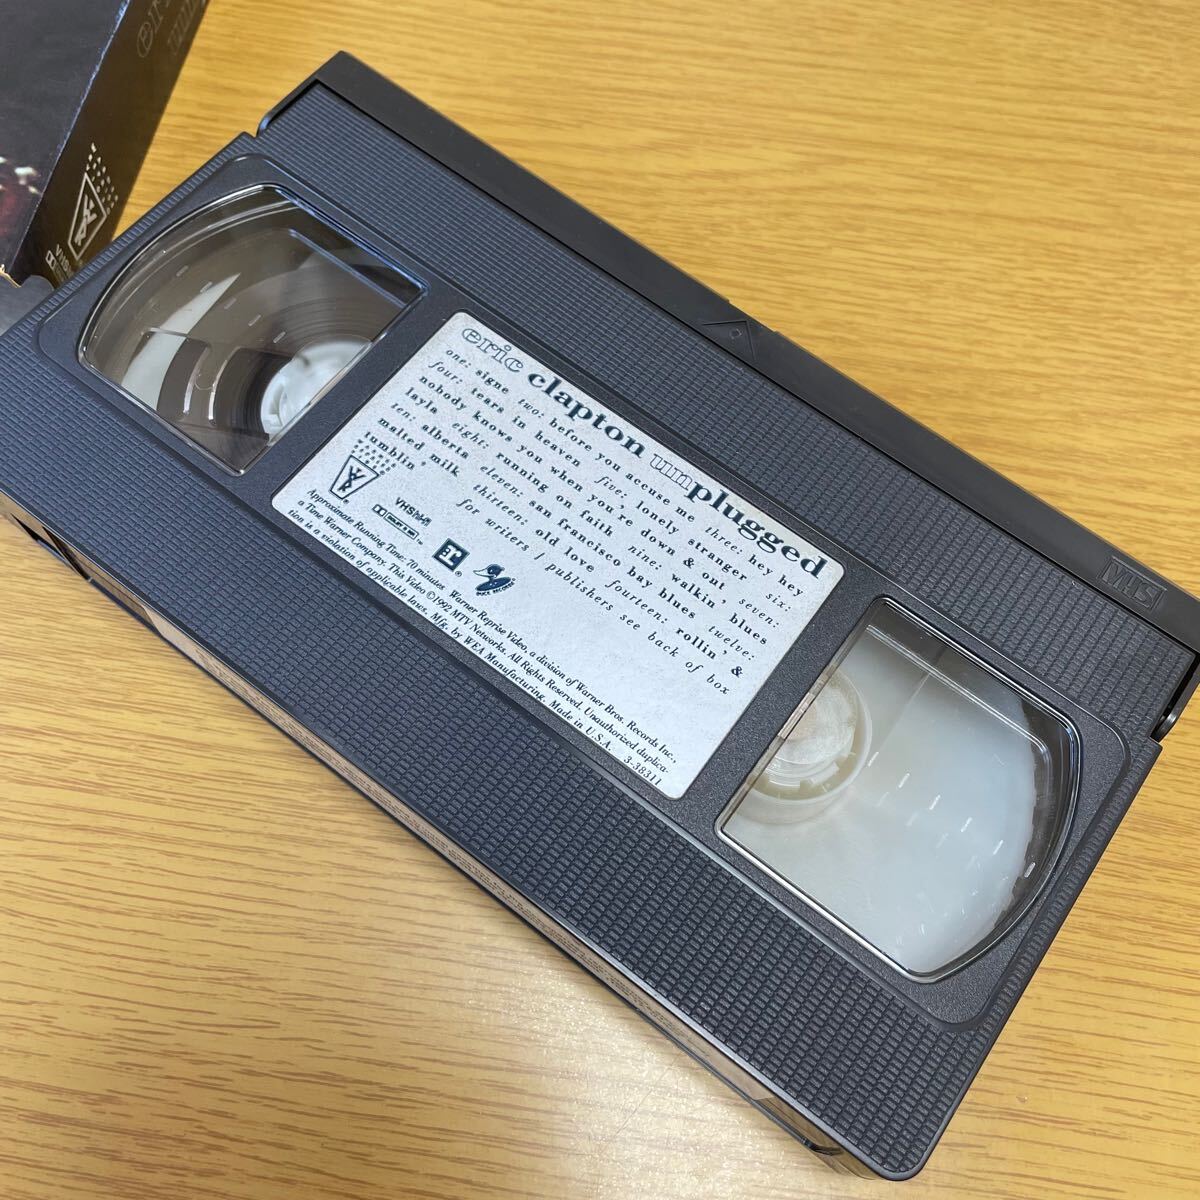 eric clapton unplugged
one: signe two: before you accuse me three: hey hey
four: tears in heaven five: lonely stranger six:
nobody knows you when you're down & out seven:
layla eight: running on faith nine: walkin' blues
ten: alberta eleven: san francisco bay blues twelve:
malted milk thirteen: old love fourteen: rollin' &
tumblin' for writers / publishers see back of box
VHS
Approximate Running Time: 70 minutes Warner Reprise Video, a division of Warner Bros. Records Inc.,
a Time Warner Company. This Video ©1992 MTV Networks. All Rights Reserved. Unauthorized duplica-
tion is a violation of applicable laws. Mfg. by WEA Manufacturing. Made in U.S.A. 3-38311
VHS
VHS